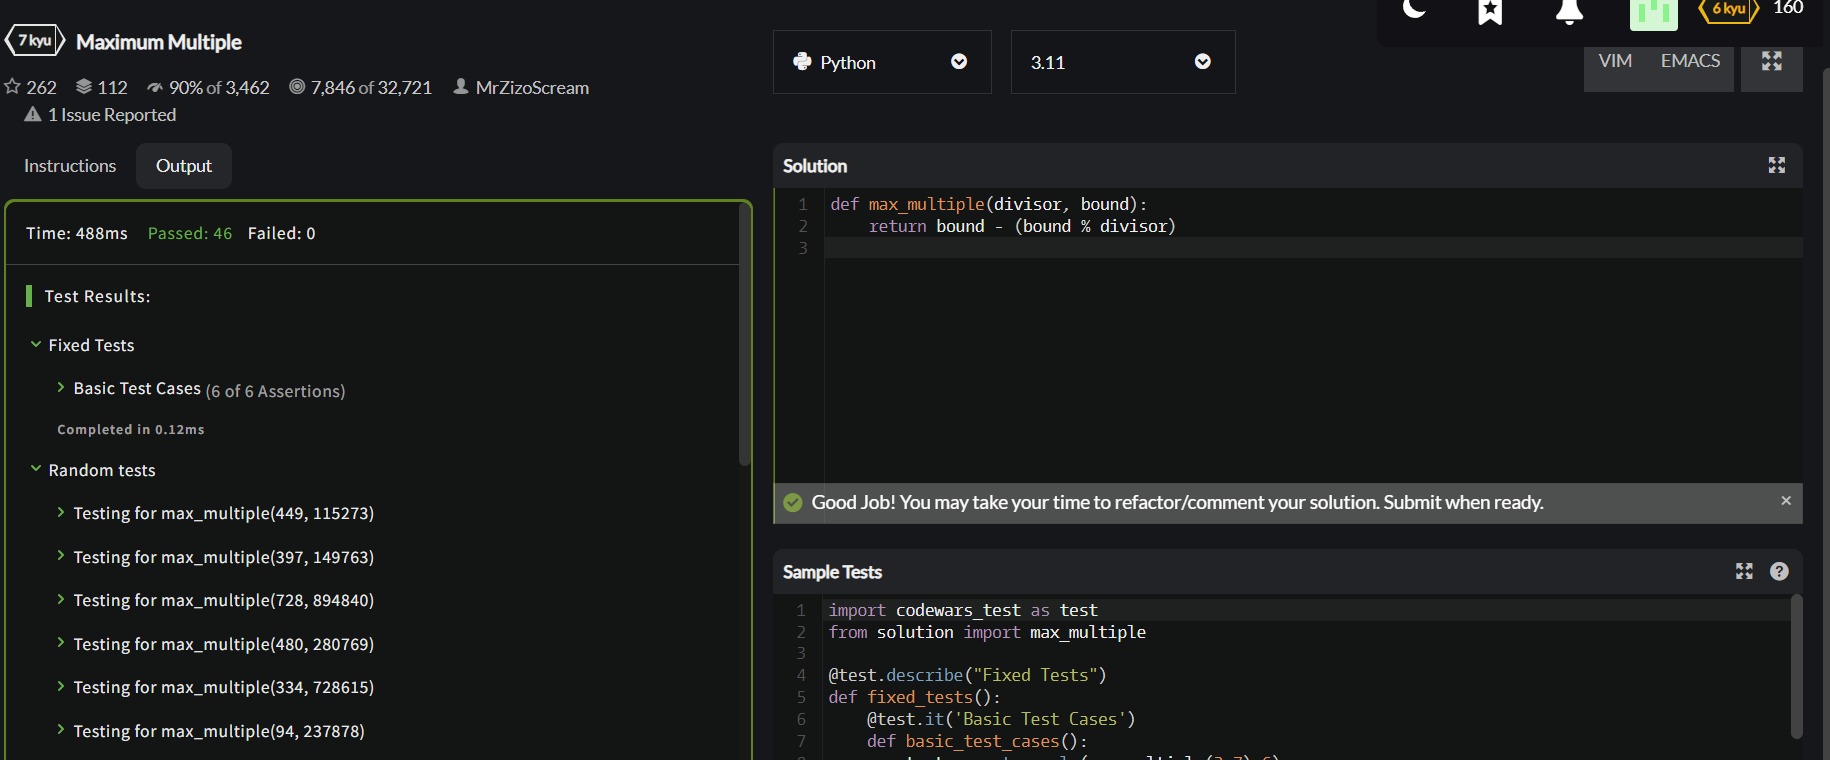 7 kyu Maximum Multiple
262 112 90% of 3,462 7,846 of 32,721 MrZizoScream
1 Issue Reported
Instructions Output
Time: 488ms Passed: 46 Failed: 0
Test Results:
Fixed Tests
Basic Test Cases (6 of 6 Assertions)
Completed in 0.12ms
Random tests
Testing for max_multiple(449, 115273)
Testing for max_multiple(397, 149763)
Testing for max_multiple(728, 894840)
Testing for max_multiple(480, 280769)
Testing for max_multiple(334, 728615)
Testing for max_multiple(94, 237878)
6 kyu 160
Python 3.11 VIM EMACS
Solution
1 def max_multiple(divisor, bound):
2 return bound - (bound % divisor)
3
Good Job! You may take your time to refactor/comment your solution. Submit when ready. ×
Sample Tests ?
1 import codewars_test as test
2 from solution import max_multiple
3
4 @test.describe("Fixed Tests")
5 def fixed_tests():
6 @test.it('Basic Test Cases')
7 def basic_test_cases():